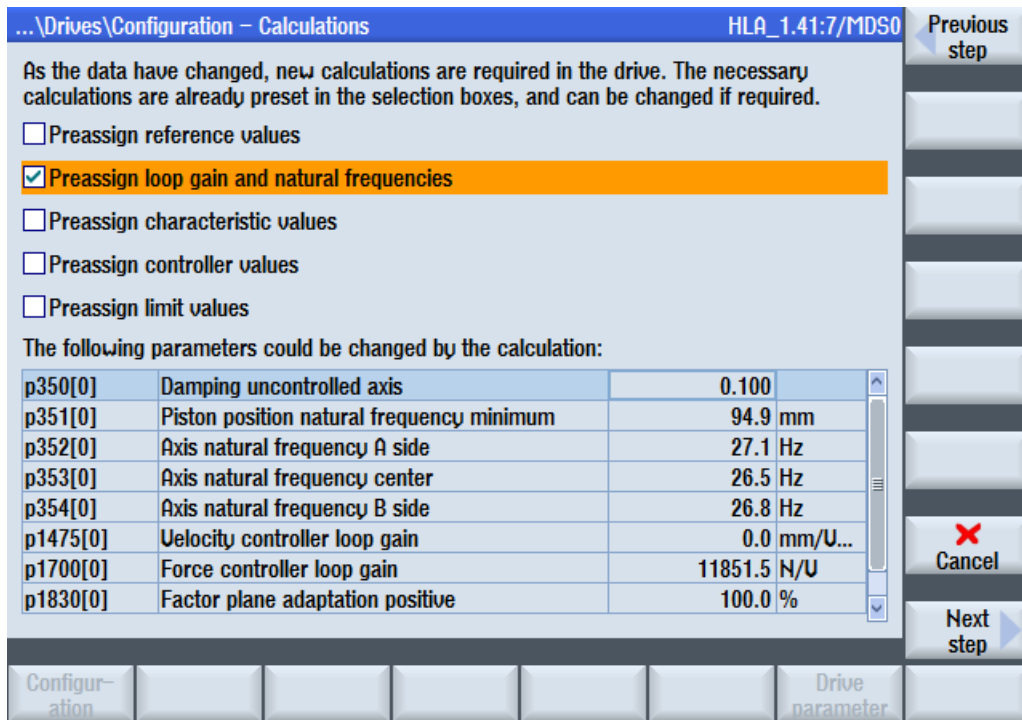 ...\Drives\Configuration - Calculations HLA_1.41:7/MDS0
Previous
step
As the data have changed, new calculations are required in the drive. The necessary
calculations are already preset in the selection boxes, and can be changed if required.
Preassign reference values
Preassign loop gain and natural frequencies
Preassign characteristic values
Preassign controller values
Preassign limit values
The following parameters could be changed by the calculation:
p350[0] Damping uncontrolled axis 0.100
p351[0] Piston position natural frequency minimum 94.9 mm
p352[0] Axis natural frequency A side 27.1 Hz
p353[0] Axis natural frequency center 26.5 Hz
p354[0] Axis natural frequency B side 26.8 Hz
p1475[0] Velocity controller loop gain 0.0 mm/V...
p1700[0] Force controller loop gain 11851.5 N/V
p1830[0] Factor plane adaptation positive 100.0 %
Cancel
Next
step
Configur-
ation
Drive
parameter